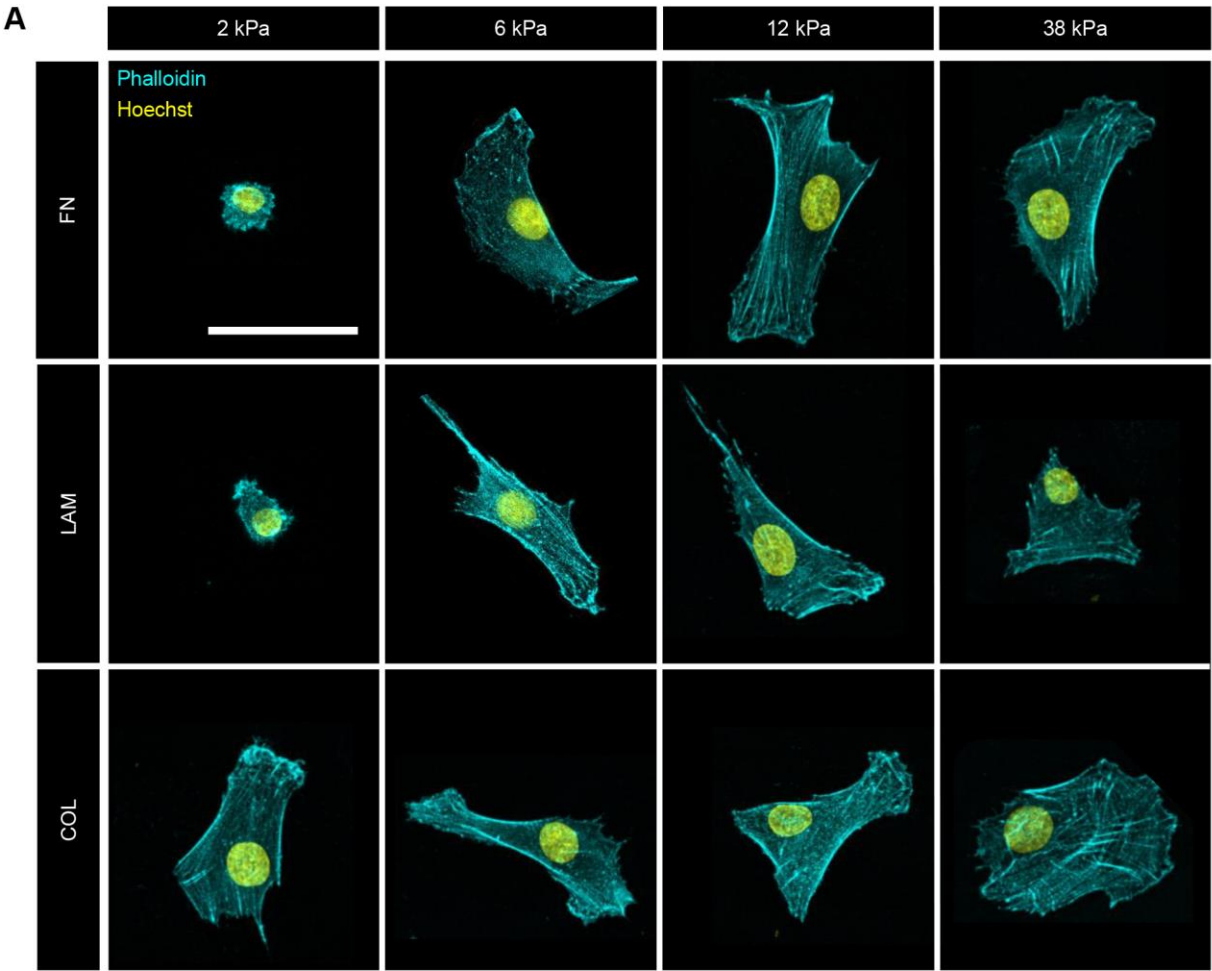 A
2 kPa
6 kPa
12 kPa
38 kPa
FN
Phalloidin
Hoechst
LAM
COL